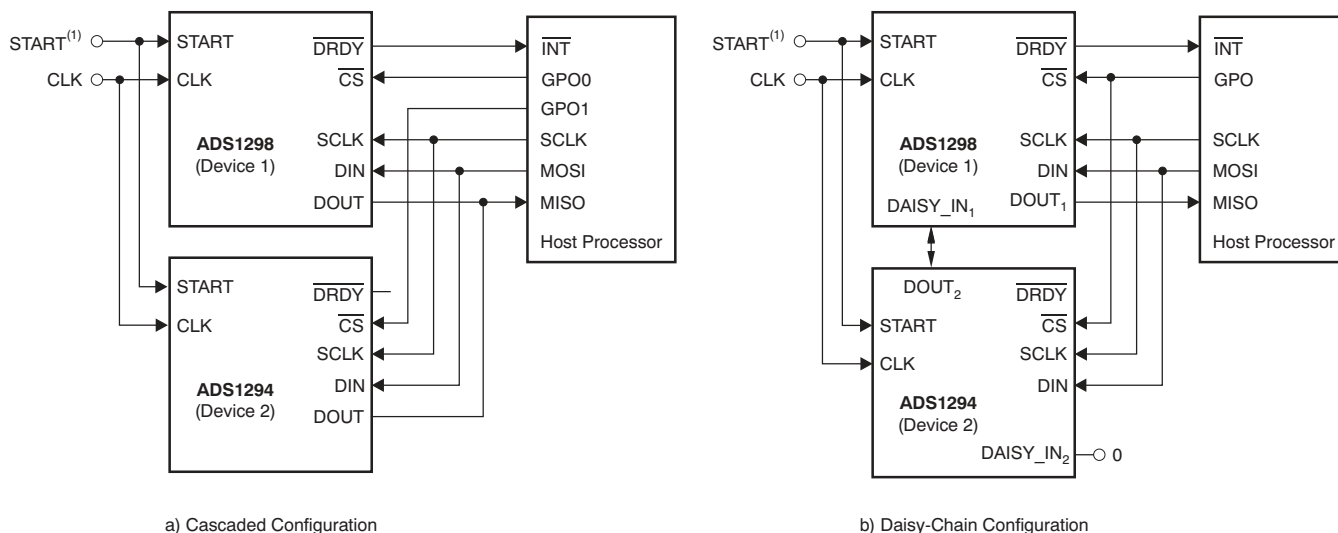 START(1)
CLK
START
CLK
DRDY
CS
ADS1298
(Device 1)
SCLK
DIN
DOUT
INT
GPO0
GPO1
SCLK
MOSI
MISO
Host Processor
START
CLK
DRDY
CS
SCLK
DIN
DOUT
ADS1294
(Device 2)
a) Cascaded Configuration
START(1)
CLK
START
CLK
DRDY
CS
ADS1298
(Device 1)
SCLK
DIN
DAISY_IN1
DOUT1
INT
GPO
SCLK
MOSI
MISO
Host Processor
DOUT2
START
CLK
DRDY
CS
SCLK
DIN
ADS1294
(Device 2)
DAISY_IN2
0
b) Daisy-Chain Configuration